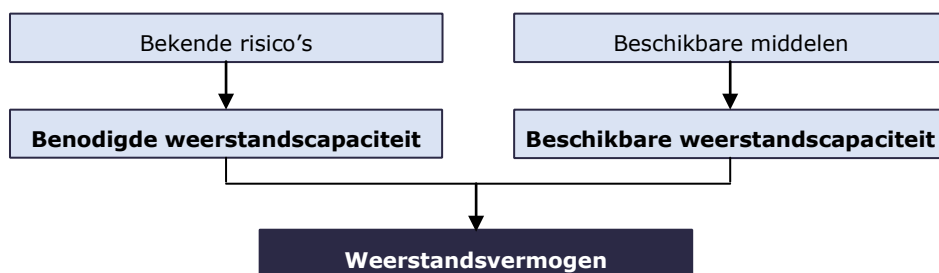 Bekende risico’s
Beschikbare middelen
Benodigde weerstandscapaciteit
Beschikbare weerstandscapaciteit
Weerstandsvermogen